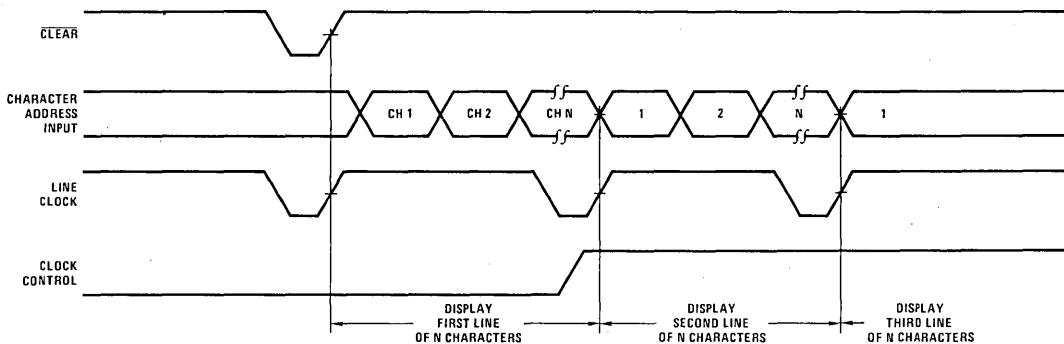 CLEAR
CHARACTER
ADDRESS
INPUT
CH 1 CH 2 CH N 1 2 N 1
LINE
CLOCK
CLOCK
CONTROL
DISPLAY
FIRST LINE
OF N CHARACTERS
DISPLAY
SECOND LINE
OF N CHARACTERS
DISPLAY
THIRD LINE
OF N CHARACTERS